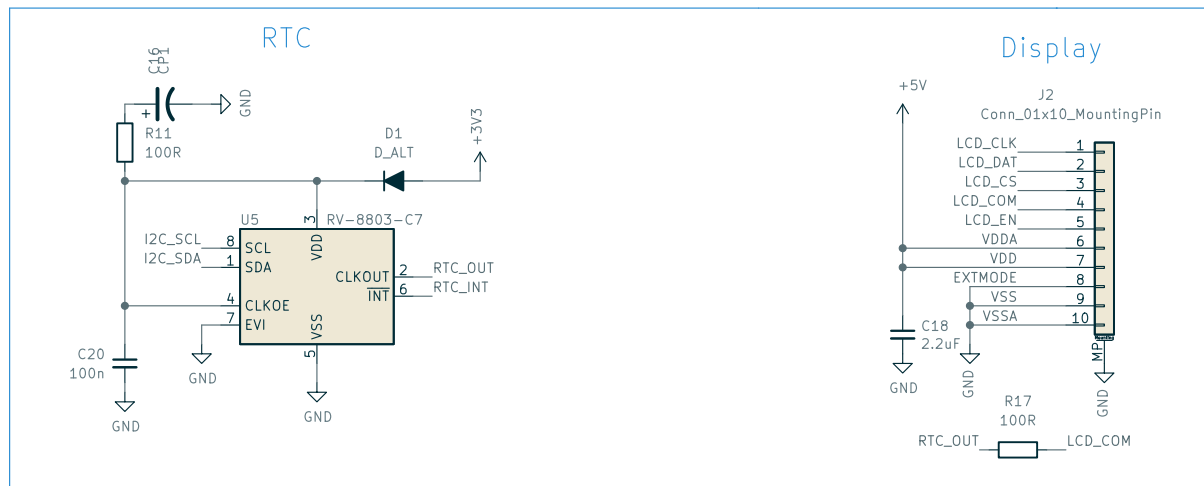 RTC
C16
CP1
GND
R11
100R
D1
D_ALT
+3V3
U5
RV-8803-C7
3
VDD
I2C_SCL
8
SCL
I2C_SDA
1
SDA
CLKOUT
2
RTC_OUT
INT
6
RTC_INT
4
CLKOE
7
EVI
VSS
5
GND
GND
C20
100n
GND
Display
+5V
J2
Conn_01x10_MountingPin
LCD_CLK
1
LCD_DAT
2
LCD_CS
3
LCD_COM
4
LCD_EN
5
VDDA
6
VDD
7
EXTMODE
8
VSS
9
VSSA
10
C18
2.2uF
GND
GND
MP
GND
R17
100R
RTC_OUT
LCD_COM